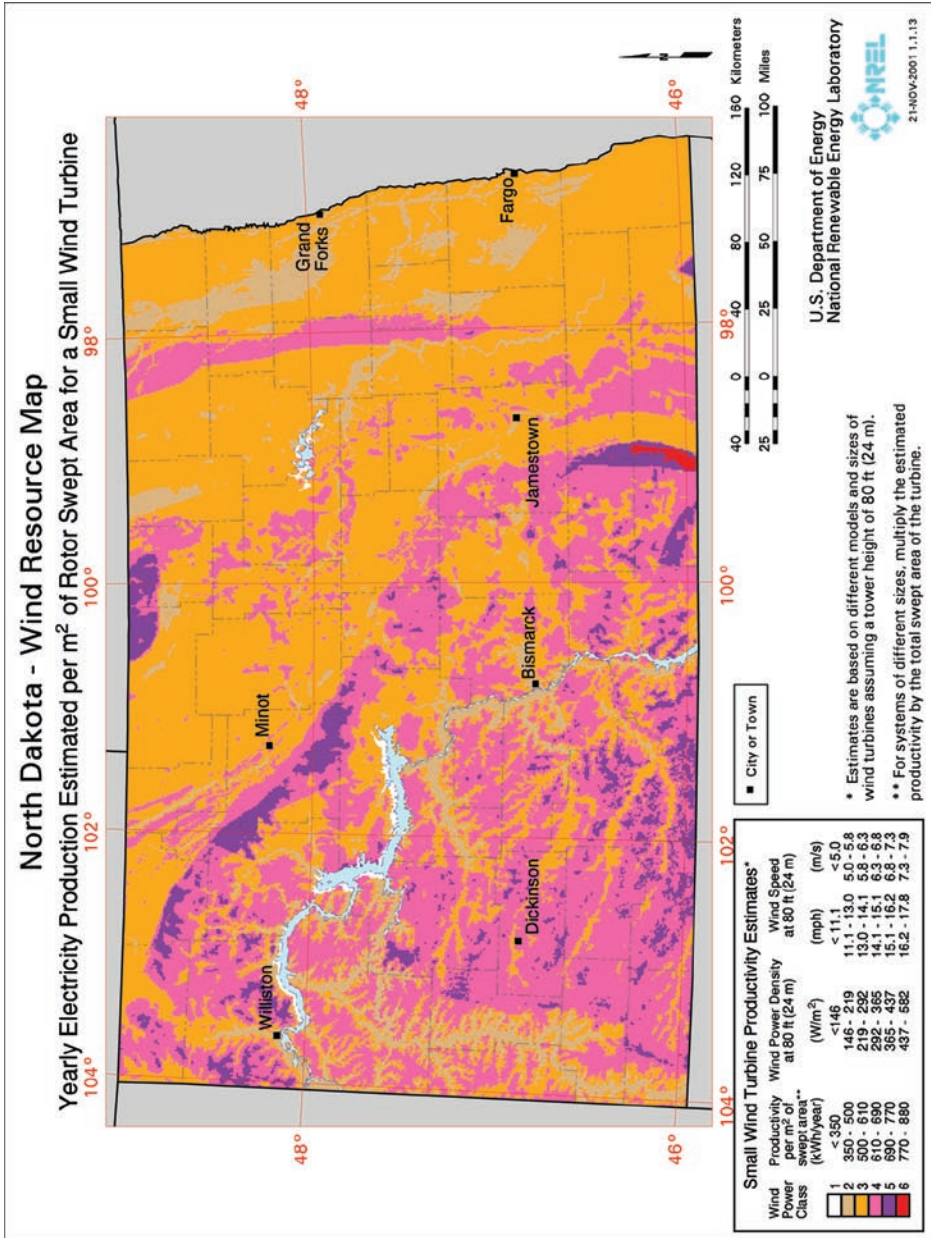 North Dakota - Wind Resource Map
Yearly Electricity Production Estimated per m² of Rotor Swept Area for a Small Wind Turbine
104°
102°
100°
98°
48°
48°
Williston
Minot
Grand
Forks
Dickinson
Bismarck
Jamestown
Fargo
46°
46°
104°
102°
100°
98°
■ City or Town
40 0 40 80 120 160 Kilometers
25 0 25 50 75 100 Miles
N
Small Wind Turbine Productivity Estimates*
Wind Productivity Wind Power Density Wind Speed
Power per m² of at 80 ft (24 m) at 80 ft (24 m)
Class swept area**
(kWh/year) (W/m²) (mph) (m/s)
1 < 350 <146 < 11.1 <5.0
2 350 - 500 146 - 219 11.1 - 13.0 5.0 - 5.8
3 500 - 610 219 - 292 13.0 - 14.1 5.8 - 6.3
4 610 - 690 292 - 365 14.1 - 15.1 6.3 - 6.8
5 690 - 770 365 - 437 15.1 - 16.2 6.8 - 7.3
6 770 - 880 437 - 582 16.2 - 17.8 7.3 - 7.9
* Estimates are based on different models and sizes of
wind turbines assuming a tower height of 80 ft (24 m).
** For systems of different sizes, multiply the estimated
productivity by the total swept area of the turbine.
U.S. Department of Energy
National Renewable Energy Laboratory
NREL
21-NOV-2001 1.1.13